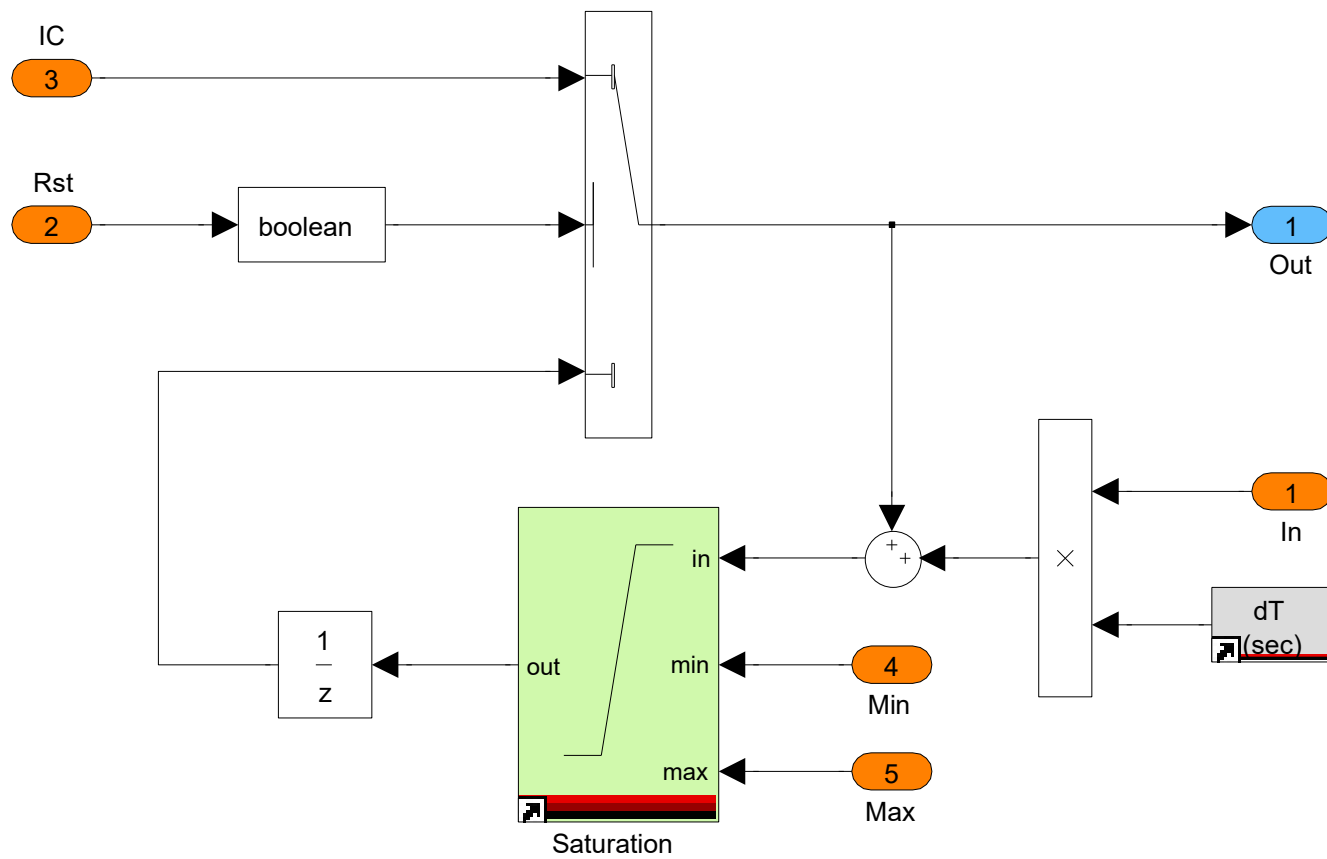 IC
3
Rst
2
boolean
1
Out
1
In
dT
(sec)
in
out
min
max
4
Min
5
Max
1
z
Saturation
+
+
×